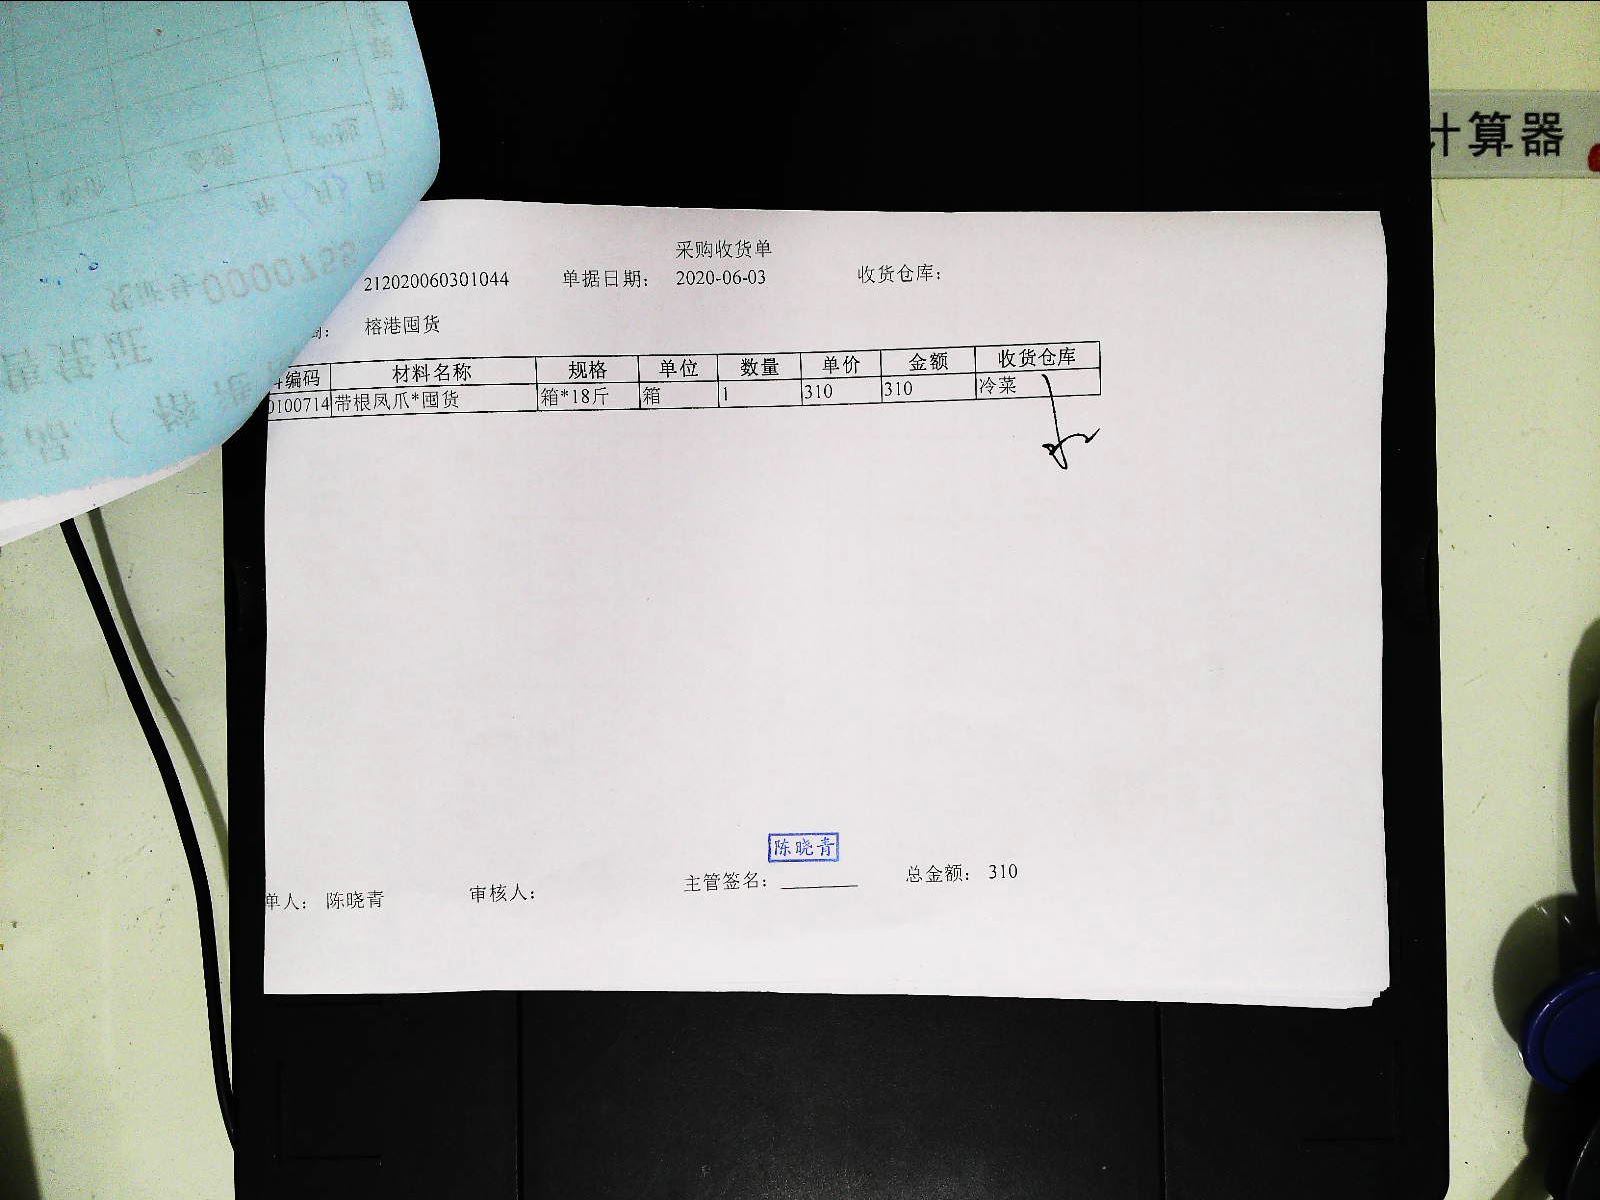 计算器
采购收货单
212020060301044 单据日期: 2020-06-03 收货仓库:
榕港囤货
编码 材料名称 规格 单位 数量 单价 金额 收货仓库
0100714 带根凤爪*囤货 箱*18斤 箱 1 310 310 冷菜
陈晓青
单人: 陈晓青 审核人: 主管签名: 总金额: 310